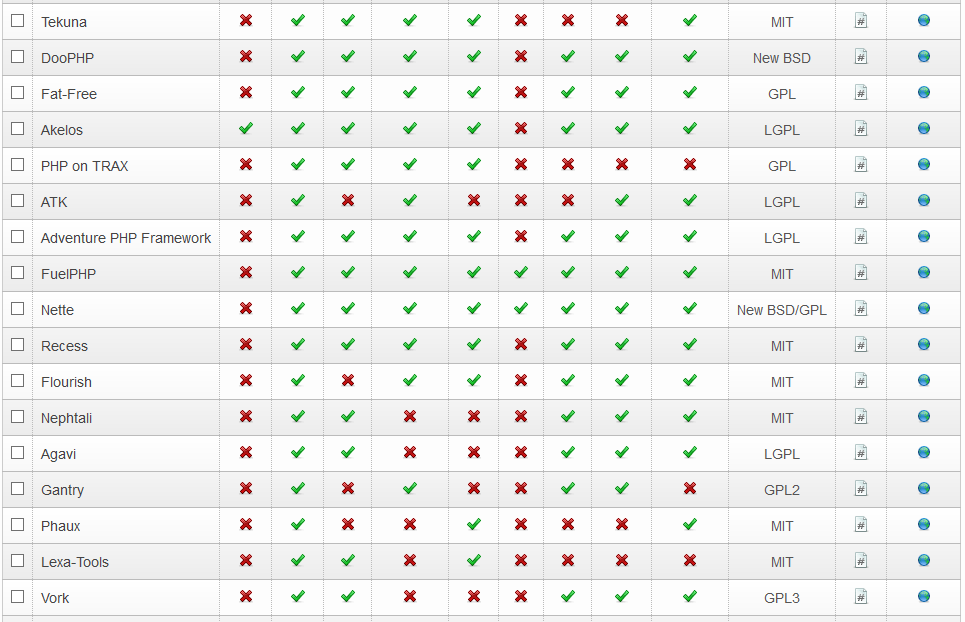 Tekuna MIT #
DooPHP New BSD #
Fat-Free GPL #
Akelos LGPL #
PHP on TRAX GPL #
ATK LGPL #
Adventure PHP Framework LGPL #
FuelPHP MIT #
Nette New BSD/GPL #
Recess MIT #
Flourish MIT #
Nephtali MIT #
Agavi LGPL #
Gantry GPL2 #
Phaux MIT #
Lexa-Tools MIT #
Vork GPL3 #